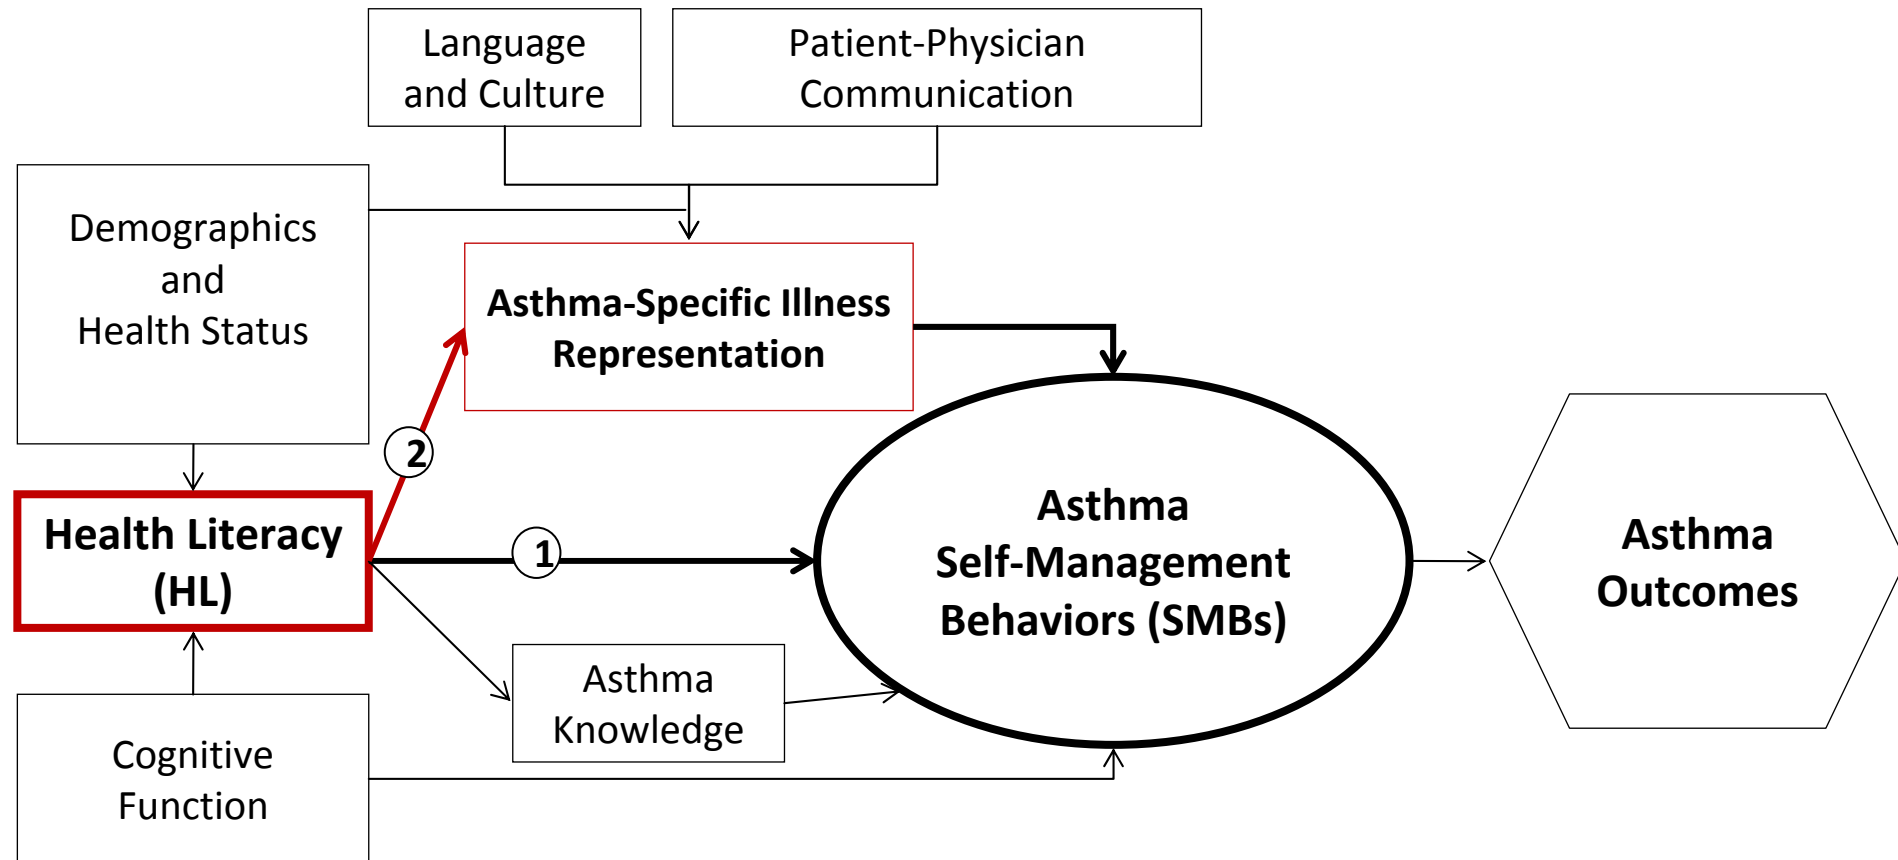 Language
and Culture
Patient-Physician
Communication
Demographics
and
Health Status
Asthma-Specific Illness
Representation
2
Health Literacy
(HL)
1
Asthma
Self-Management
Behaviors (SMBs)
Asthma
Outcomes
Asthma
Knowledge
Cognitive
Function